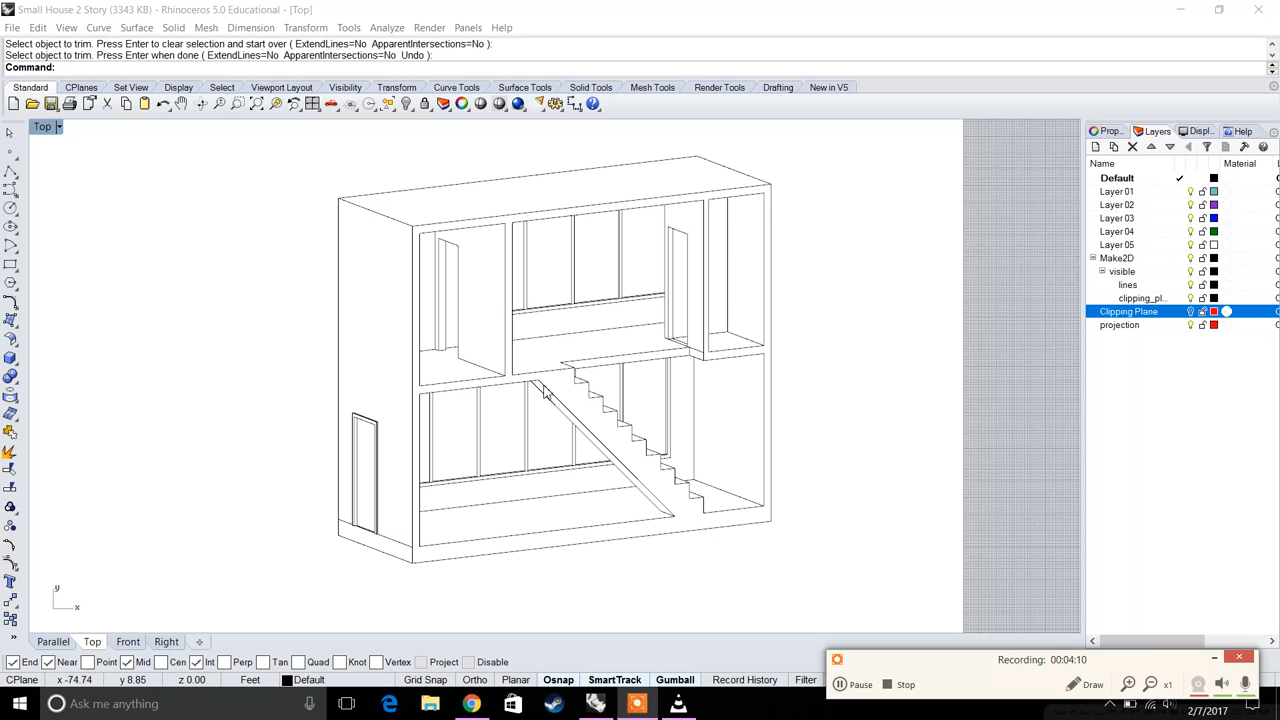 Small House 2 Story (3343 KB) - Rhinoceros 5.0 Educational - [Top]
File Edit View Curve Surface Solid Mesh Dimension Transform Tools Analyze Render Panels Help
Select object to trim. Press Enter to clear selection and start over ( ExtendLines=No ApparentIntersections=No ):
Select object to trim. Press Enter when done ( ExtendLines=No ApparentIntersections=No Undo ):
Command:
Standard CPlanes Set View Display Select Viewport Layout Visibility Transform Curve Tools Surface Tools Solid Tools Mesh Tools Render Tools Drafting New in V5
Top
Prop... Layers Displ... Help
Name Material L
Default C
Layer 01 C
Layer 02 C
Layer 03 C
Layer 04 C
Layer 05 C
Make2D C
visible C
lines C
clipping_pl... C
Clipping Plane C
projection C
y
x
Parallel Top Front Right
End Near Point Mid Cen Int Perp Tan Quad Knot Vertex Project Disable
CPlane x -74.74 y 8.85 z 0.00 Feet Default Grid Snap Ortho Planar Osnap SmartTrack Gumball Record History Filter
Recording: 00:04:10
Pause Stop Draw x1
Ask me anything
2/7/2017